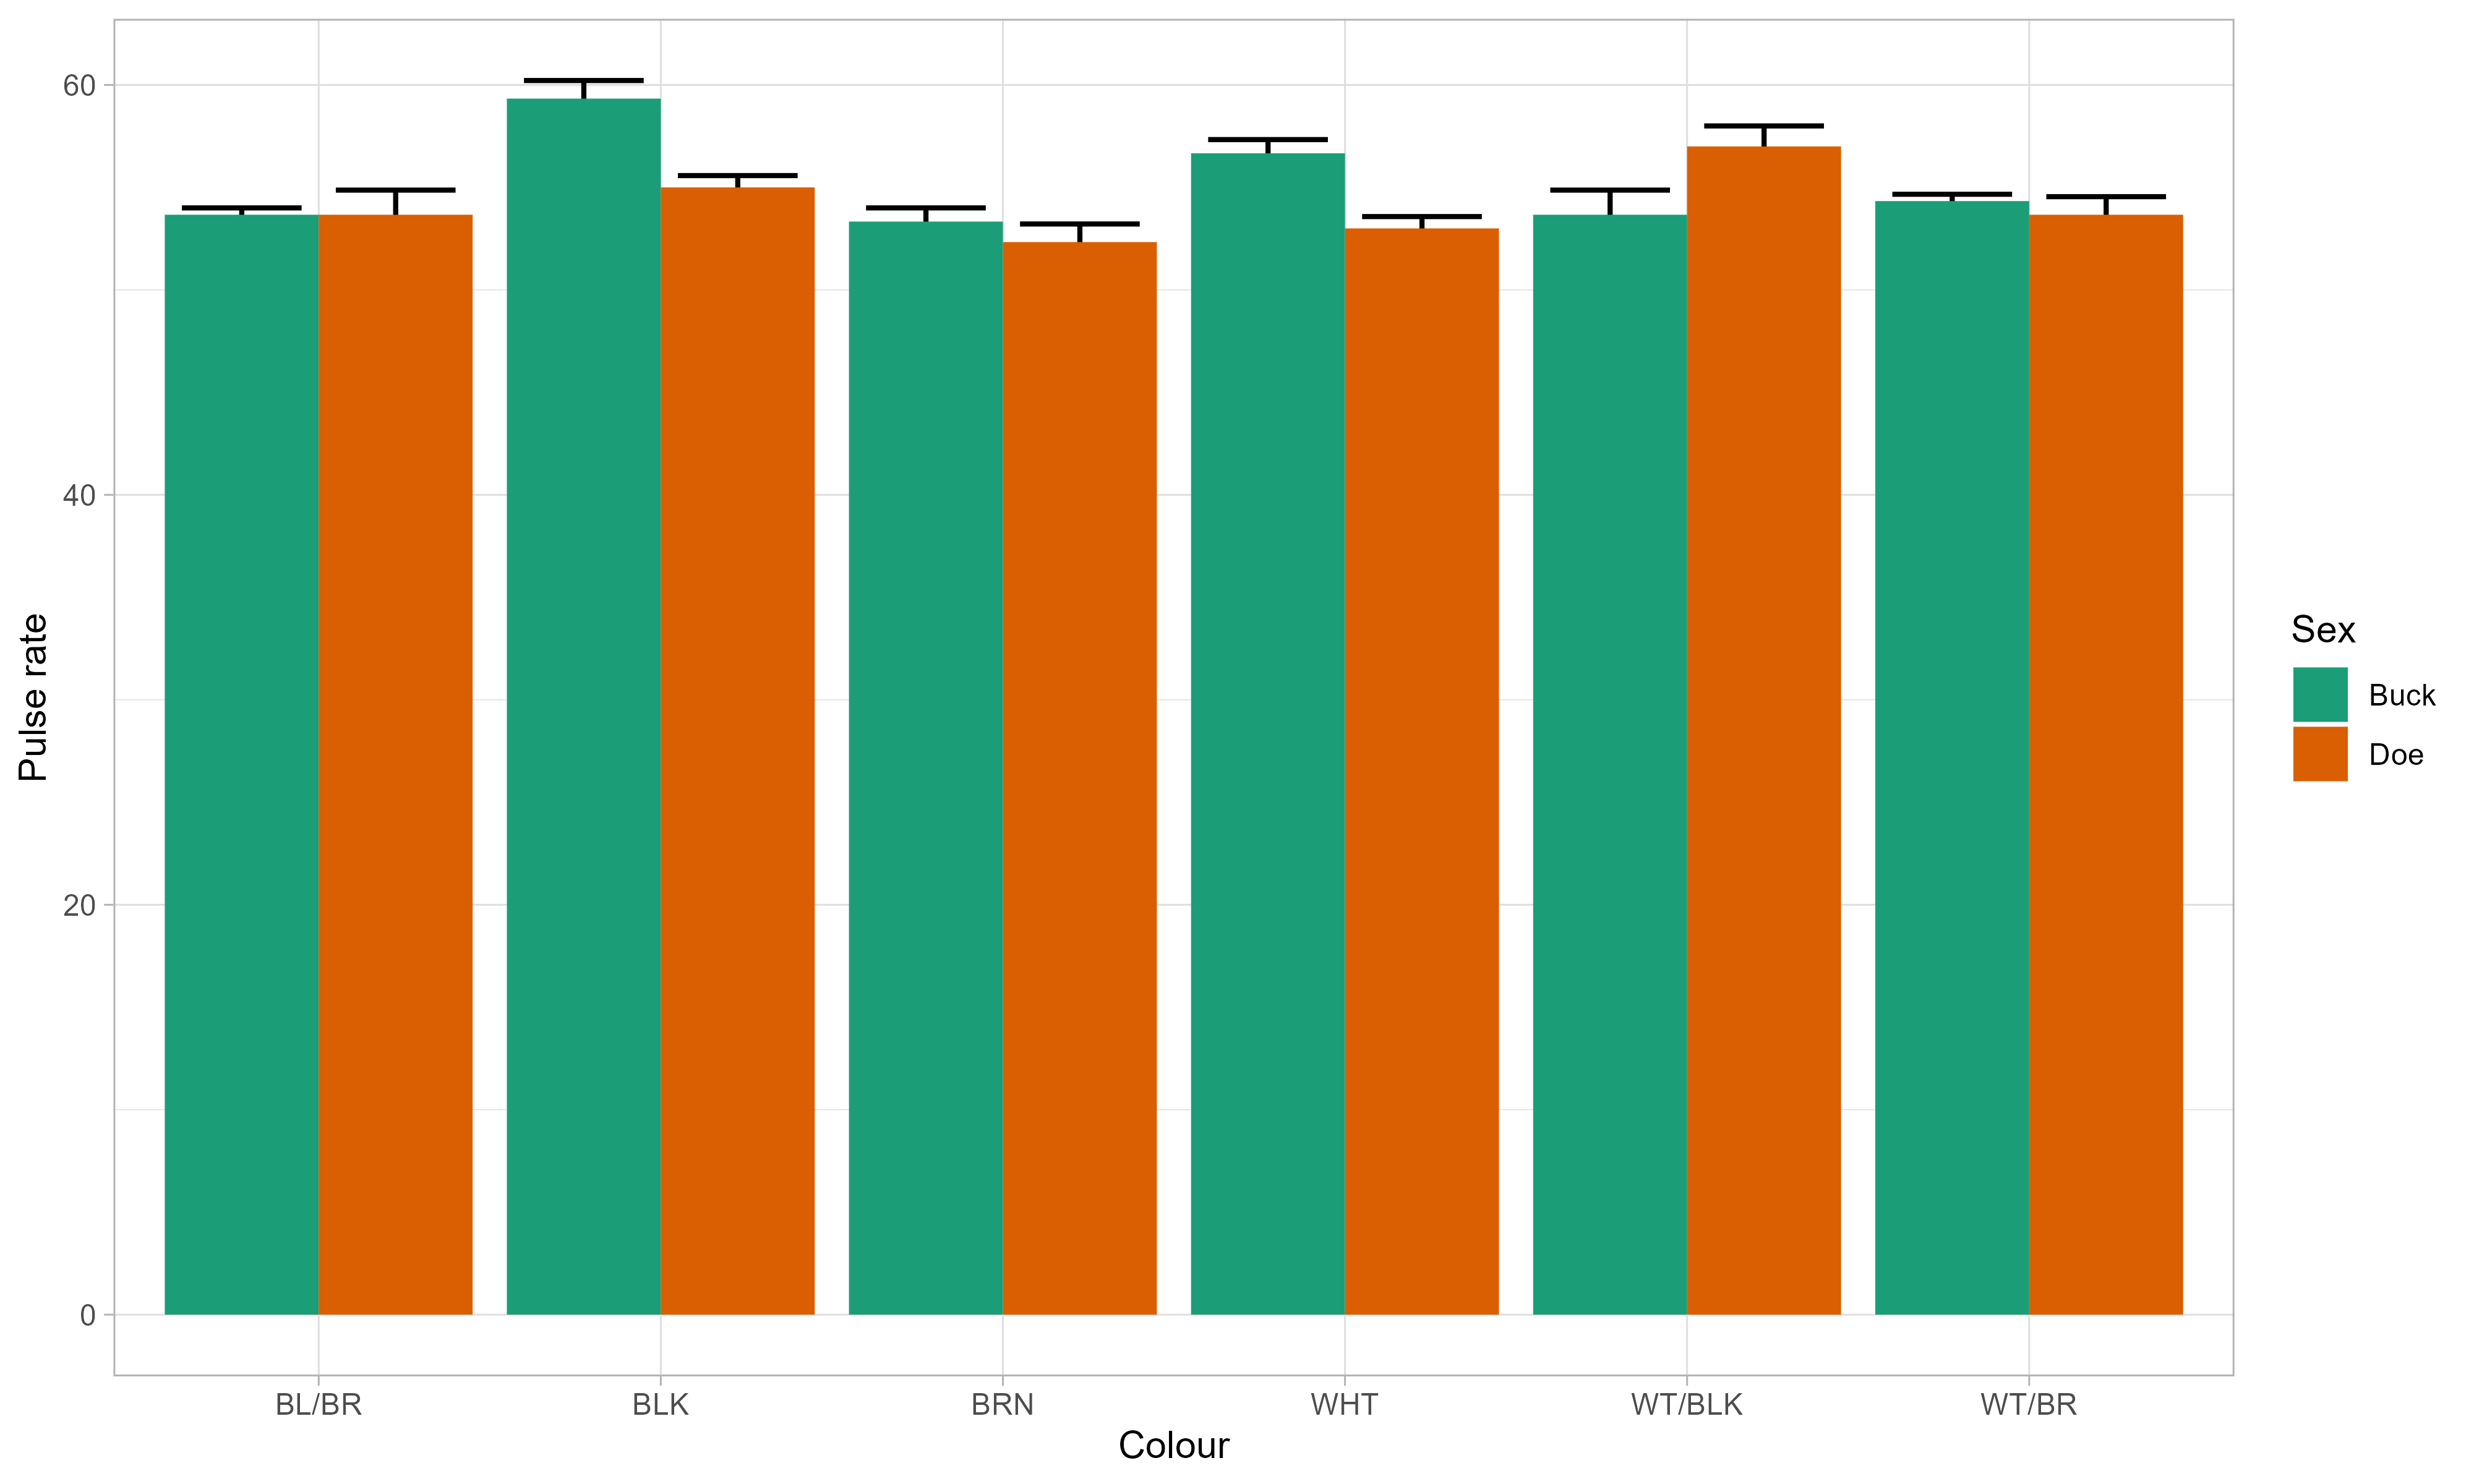 60
40
20
0
Pulse rate
BL/BR
BLK
BRN
WHT
WT/BLK
WT/BR
Colour
Sex
Buck
Doe